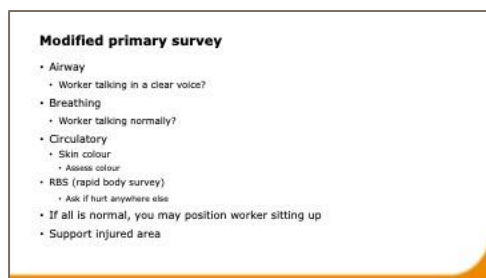 Modified primary survey
• Airway
• Worker talking in a clear voice?
• Breathing
• Worker talking normally?
• Circulatory
• Skin colour
• Assess colour
• RBS (rapid body survey)
• Ask if hurt anywhere else
• If all is normal, you may position worker sitting up
• Support injured area